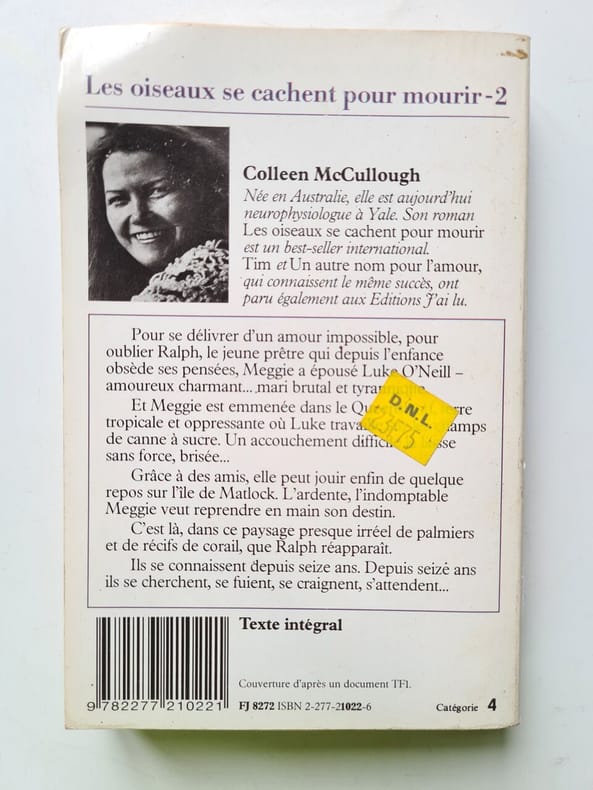 Les oiseaux se cachent pour mourir-2
Colleen McCullough
Née en Australie, elle est aujourd'hui
neurophysiologue à Yale. Son roman
Les oiseaux se cachent pour mourir
est un best-seller international.
Tim et Un autre nom pour l'amour,
qui connaissent le même succès, ont
paru également aux Editions J'ai lu.
Pour se délivrer d'un amour impossible, pour
oublier Ralph, le jeune prêtre qui depuis l'enfance
obsède ses pensées, Meggie a épousé Luke O'Neill –
amoureux charmant... mari brutal et
Et Meggie est emmenée dans le
tropicale et oppressante où Luke
de canne à sucre. Un accouchement
sans force, brisée...
D.N.L.
Grâce à des amis, elle peut jouir enfin de quelque
repos sur l'île de Matlock. L'ardente, l'indomptable
Meggie veut reprendre en main son destin.
C'est là, dans ce paysage presque irréel de palmiers
et de récifs de corail, que Ralph réapparaît.
Ils se connaissent depuis seize ans. Depuis seize ans
ils se cherchent, se fuient, se craignent, s'attendent...
Texte intégral
Couverture d'après un document TF1.
9 782277 210221
FJ 8272 ISBN 2-277-21022-6
Catégorie 4